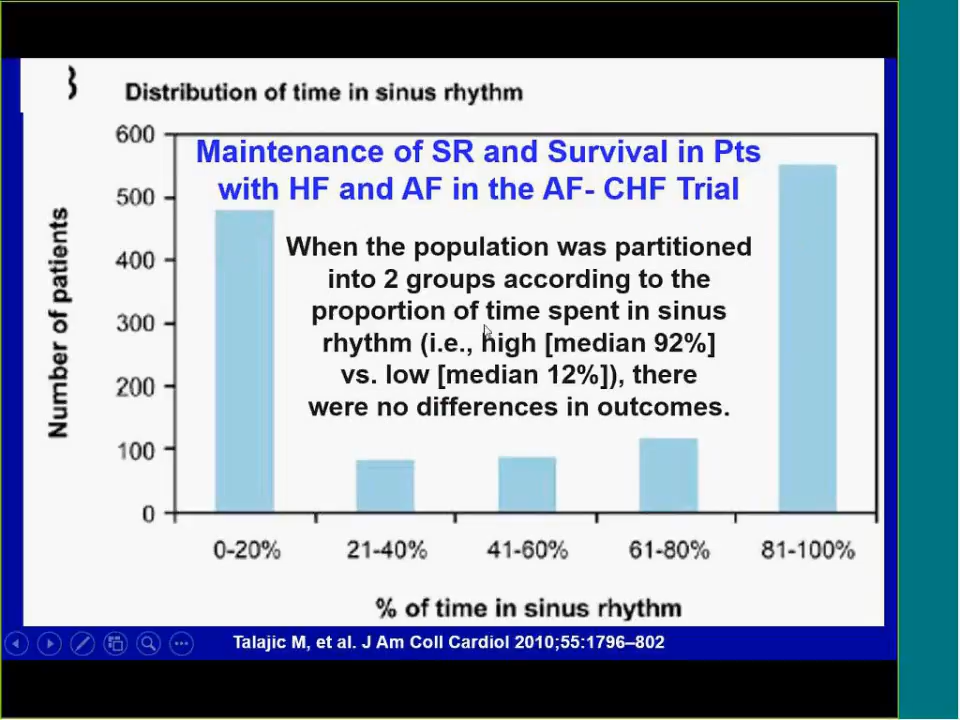 Distribution of time in sinus rhythm
600
Maintenance of SR and Survival in Pts
with HF and AF in the AF- CHF Trial
500
When the population was partitioned
400
into 2 groups according to the
proportion of time spent in sinus
300
rhythm (i.e., high [median 92%]
vs. low [median 12%]), there
200
were no differences in outcomes.
100
0
Number of patients
0-20% 21-40% 41-60% 61-80% 81-100%
% of time in sinus rhythm
Talajic M, et al. J Am Coll Cardiol 2010;55:1796–802